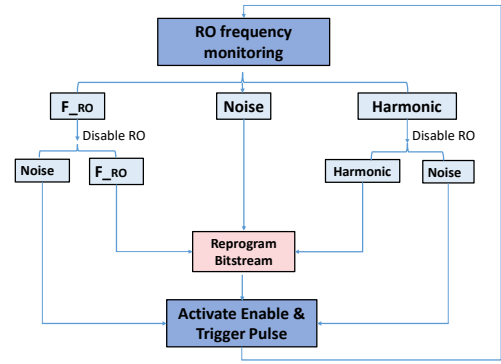 RO frequency
monitoring
F_RO
Noise
Harmonic
Disable RO
Disable RO
Noise
F_RO
Harmonic
Noise
Reprogram
Bitstream
Activate Enable &
Trigger Pulse